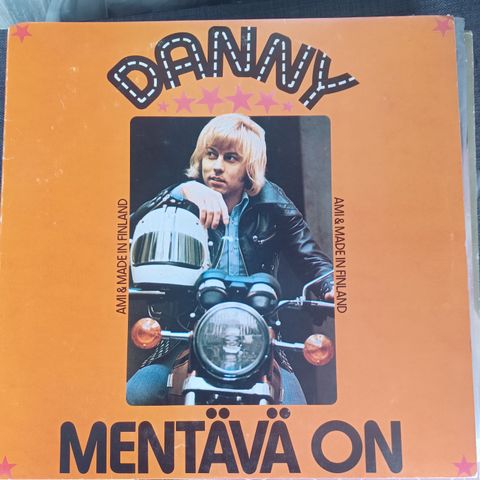 DANNY
AMI & MADE IN FINLAND
AMI & MADE IN FINLAND
MENTÄVÄ ON